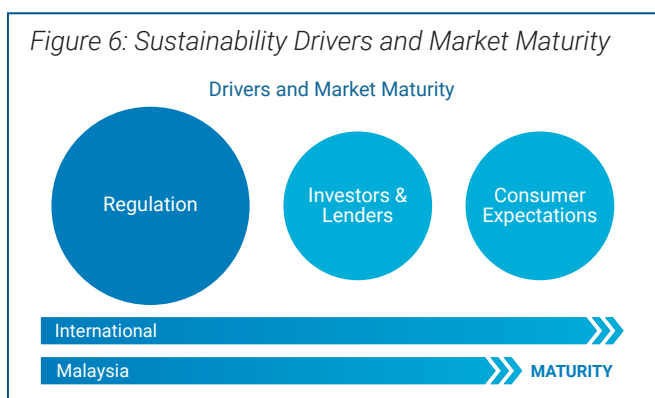 Figure 6: Sustainability Drivers and Market Maturity
Drivers and Market Maturity
Regulation
Investors &
Lenders
Consumer
Expectations
International
Malaysia
MATURITY